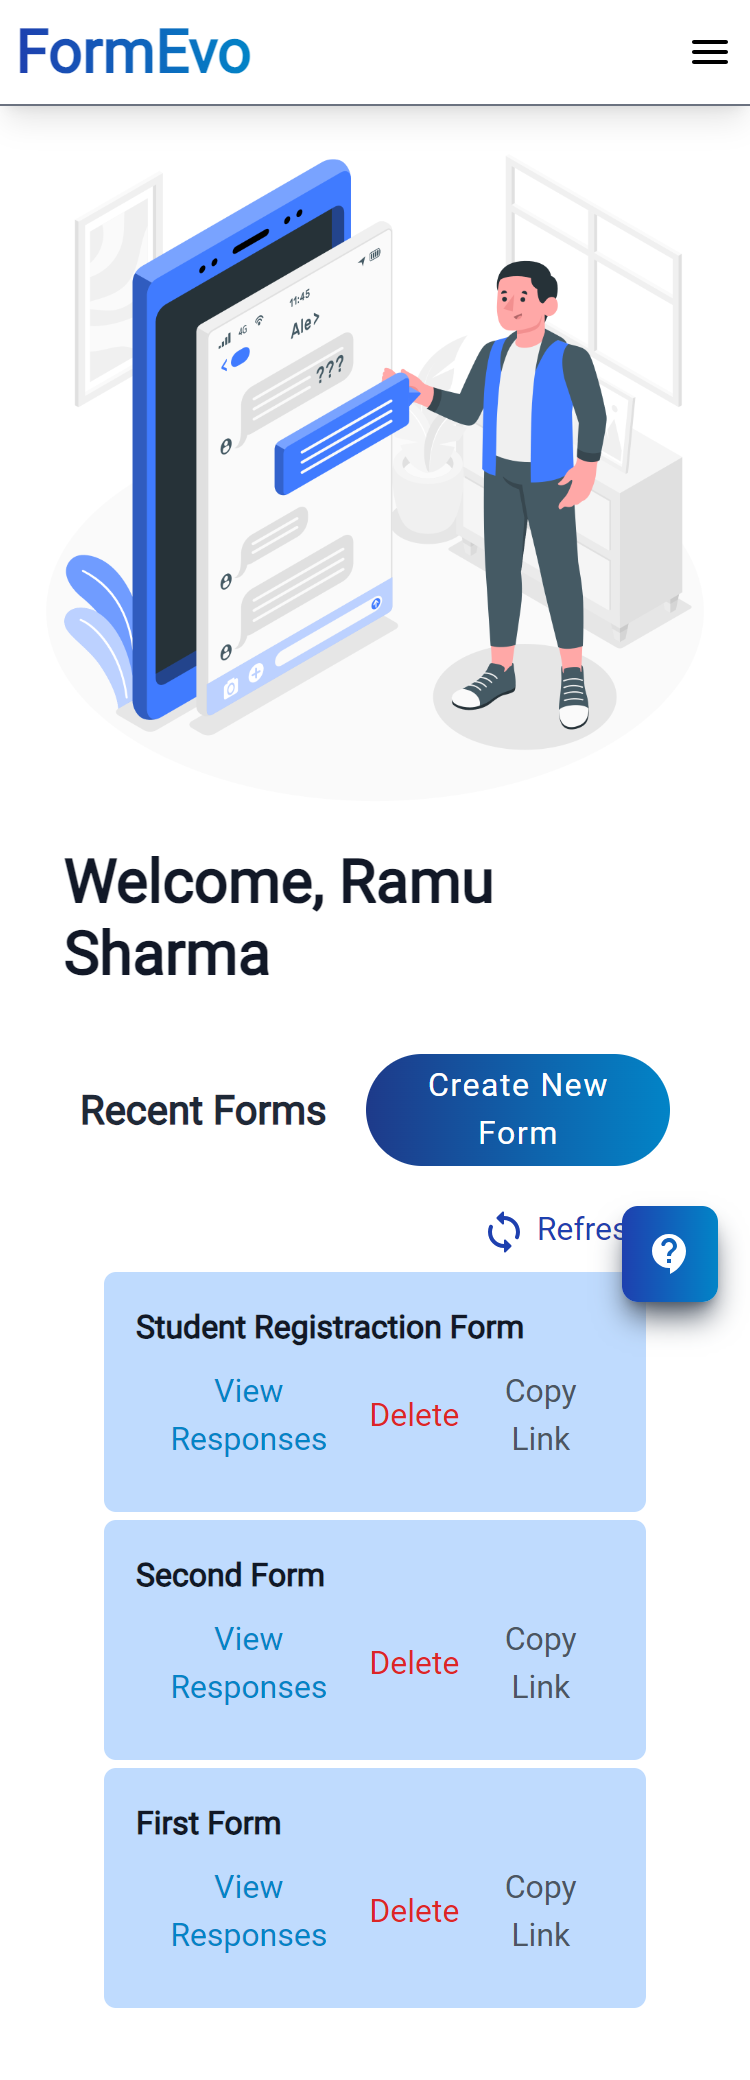 FormEvo
11:45
4G
Ale>
???
Welcome, Ramu
Sharma
Recent Forms
Create New
Form
Refres
Student Registraction Form
View
Responses
Delete
Copy
Link
Second Form
View
Responses
Delete
Copy
Link
First Form
View
Responses
Delete
Copy
Link